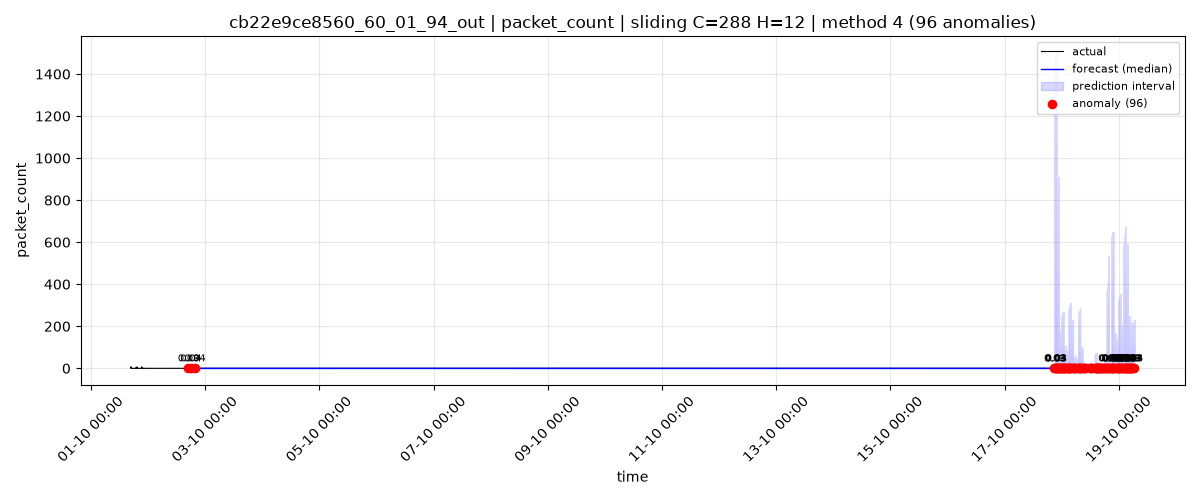 cb22e9ce8560_60_01_94_out | packet_count | sliding C=288 H=12 | method 4 (96 anomalies)
actual
forecast (median)
prediction interval
anomaly (96)
packet_count
1400
1200
1000
800
600
400
200
0
0.03
01-10 00:00
03-10 00:00
05-10 00:00
07-10 00:00
09-10 00:00
11-10 00:00
13-10 00:00
15-10 00:00
17-10 00:00
19-10 00:00
time